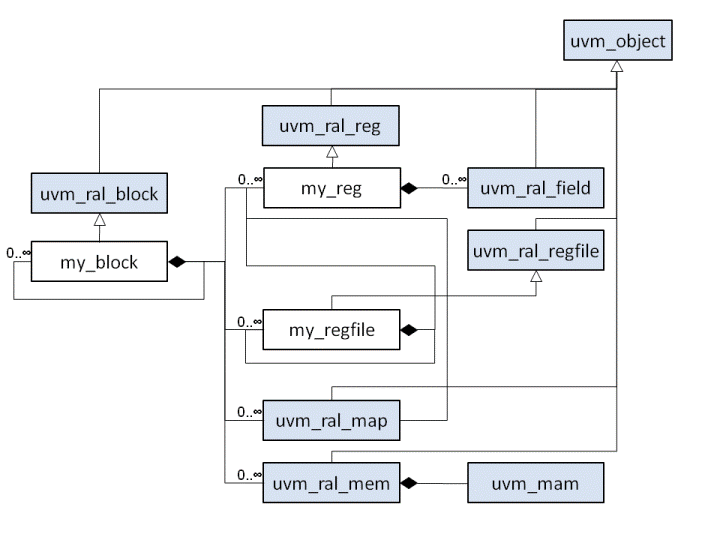 uvm_object
uvm_ral_reg
0..∞
my_reg
0..∞
uvm_ral_field
uvm_ral_block
uvm_ral_regfile
0..∞
my_block
0..∞
my_regfile
0..∞
uvm_ral_map
0..∞
uvm_ral_mem
uvm_mam